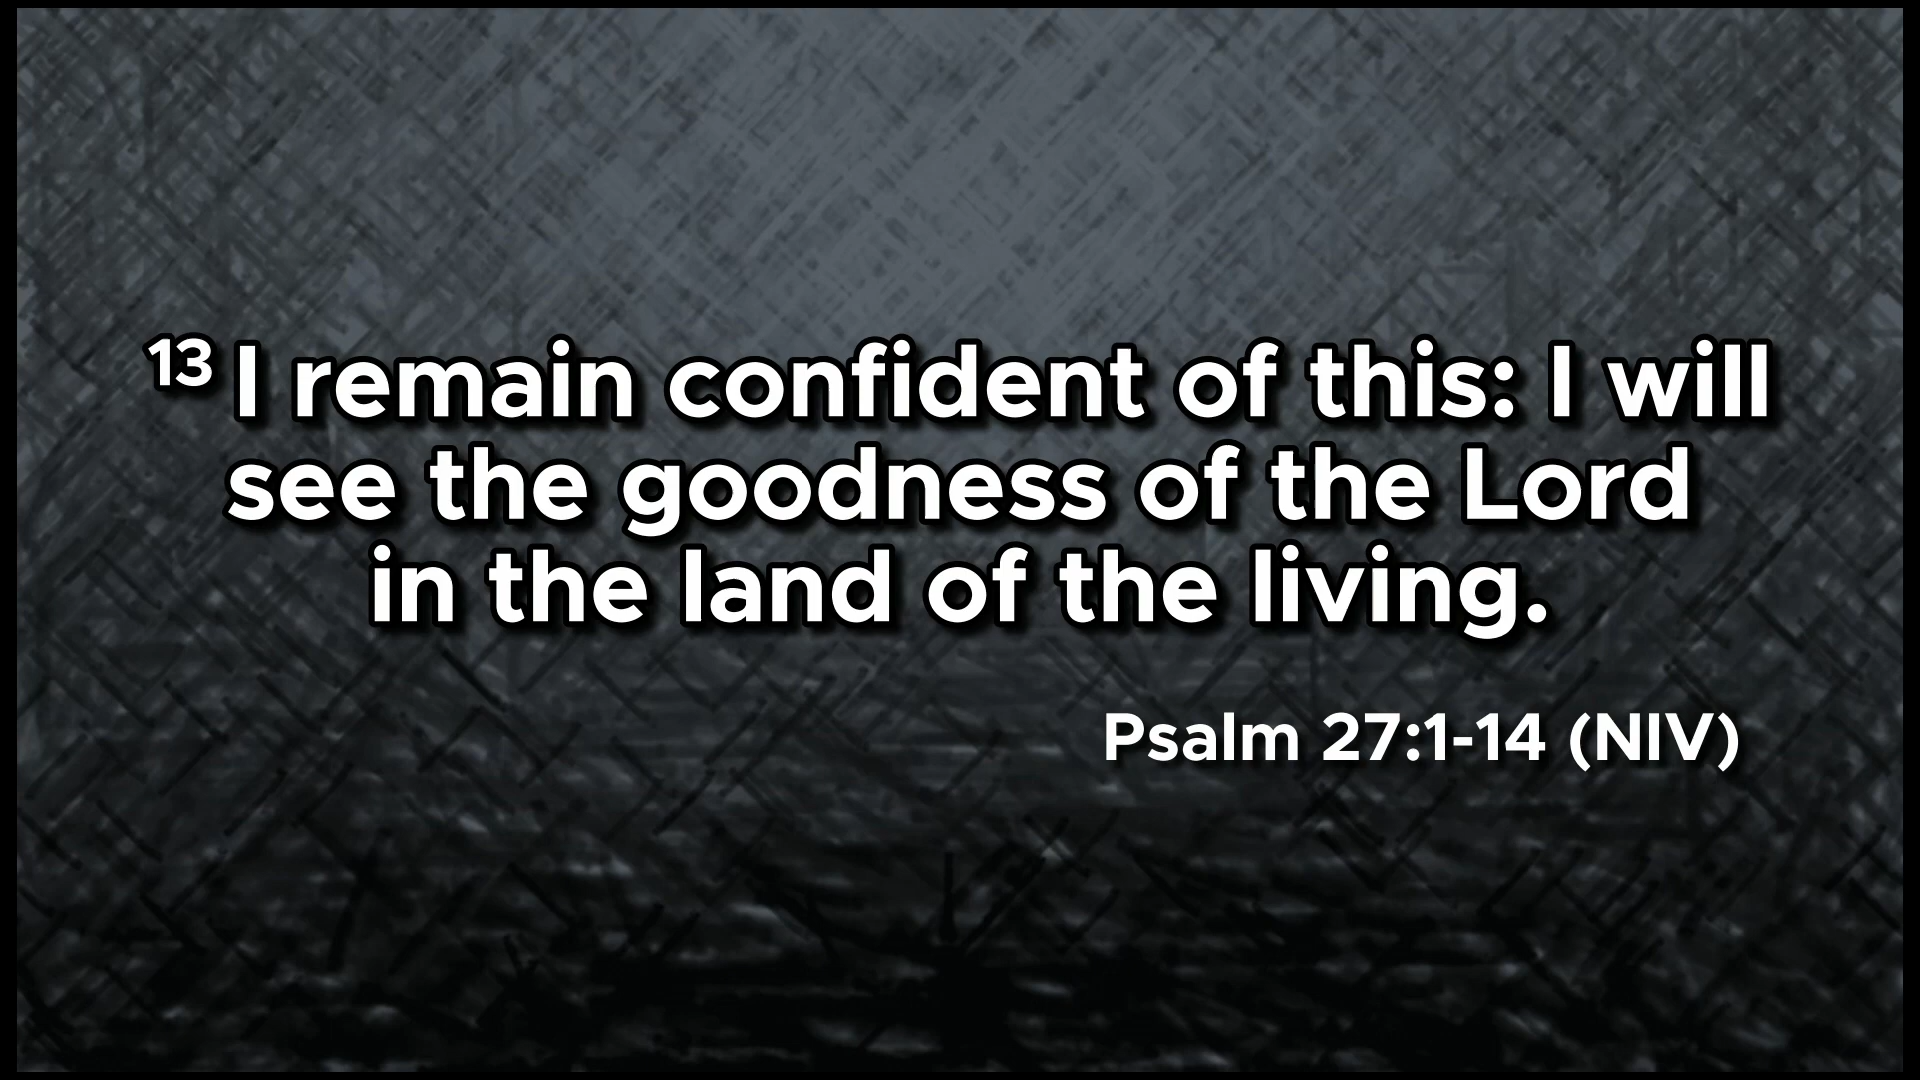 ¹³ I remain confident of this: I will
see the goodness of the Lord
in the land of the living.
Psalm 27:1-14 (NIV)